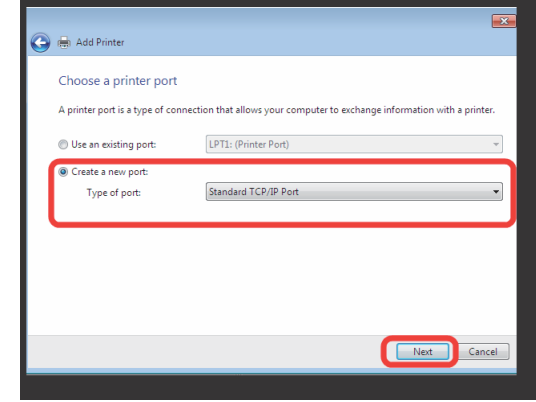 Add Printer
Choose a printer port
A printer port is a type of connection that allows your computer to exchange information with a printer.
Use an existing port:
LPT1: (Printer Port)
Create a new port:
Type of port:
Standard TCP/IP Port
Next
Cancel